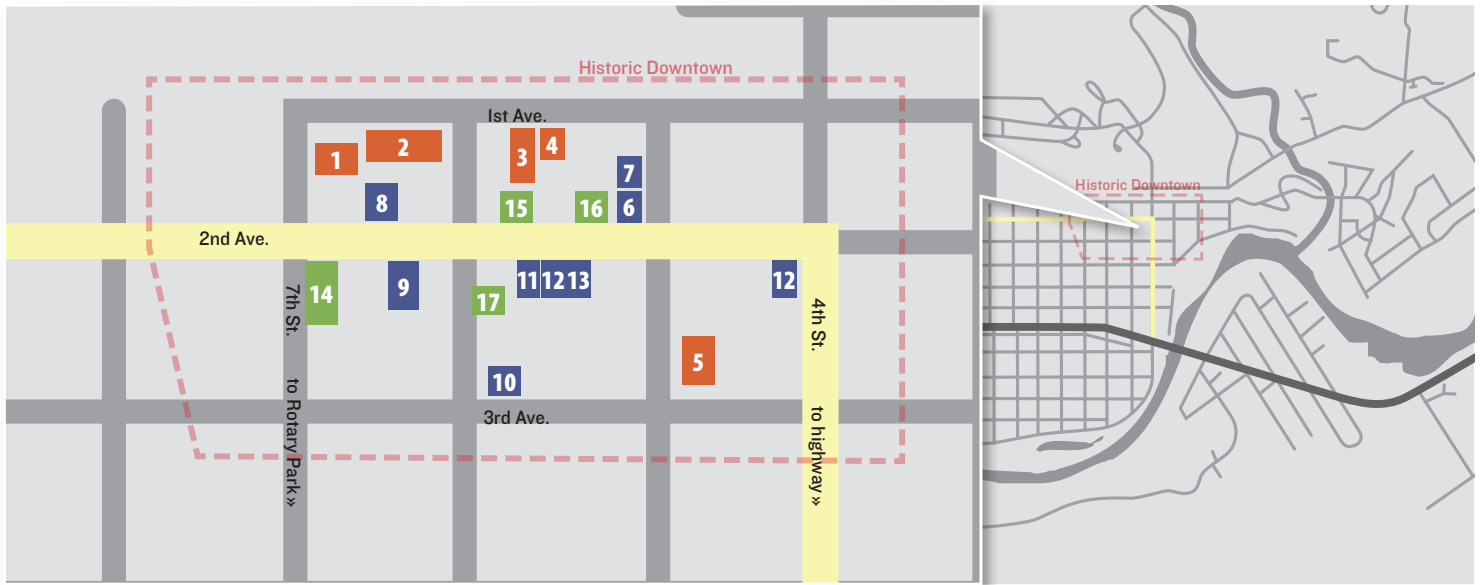 Historic Downtown
1st Ave.
1
2
3
4
7
8
15
16
6
2nd Ave.
14
9
17
11
12
13
12
7th St.
4th St.
5
10
3rd Ave.
to Rotary Park »
to highway »
Historic Downtown